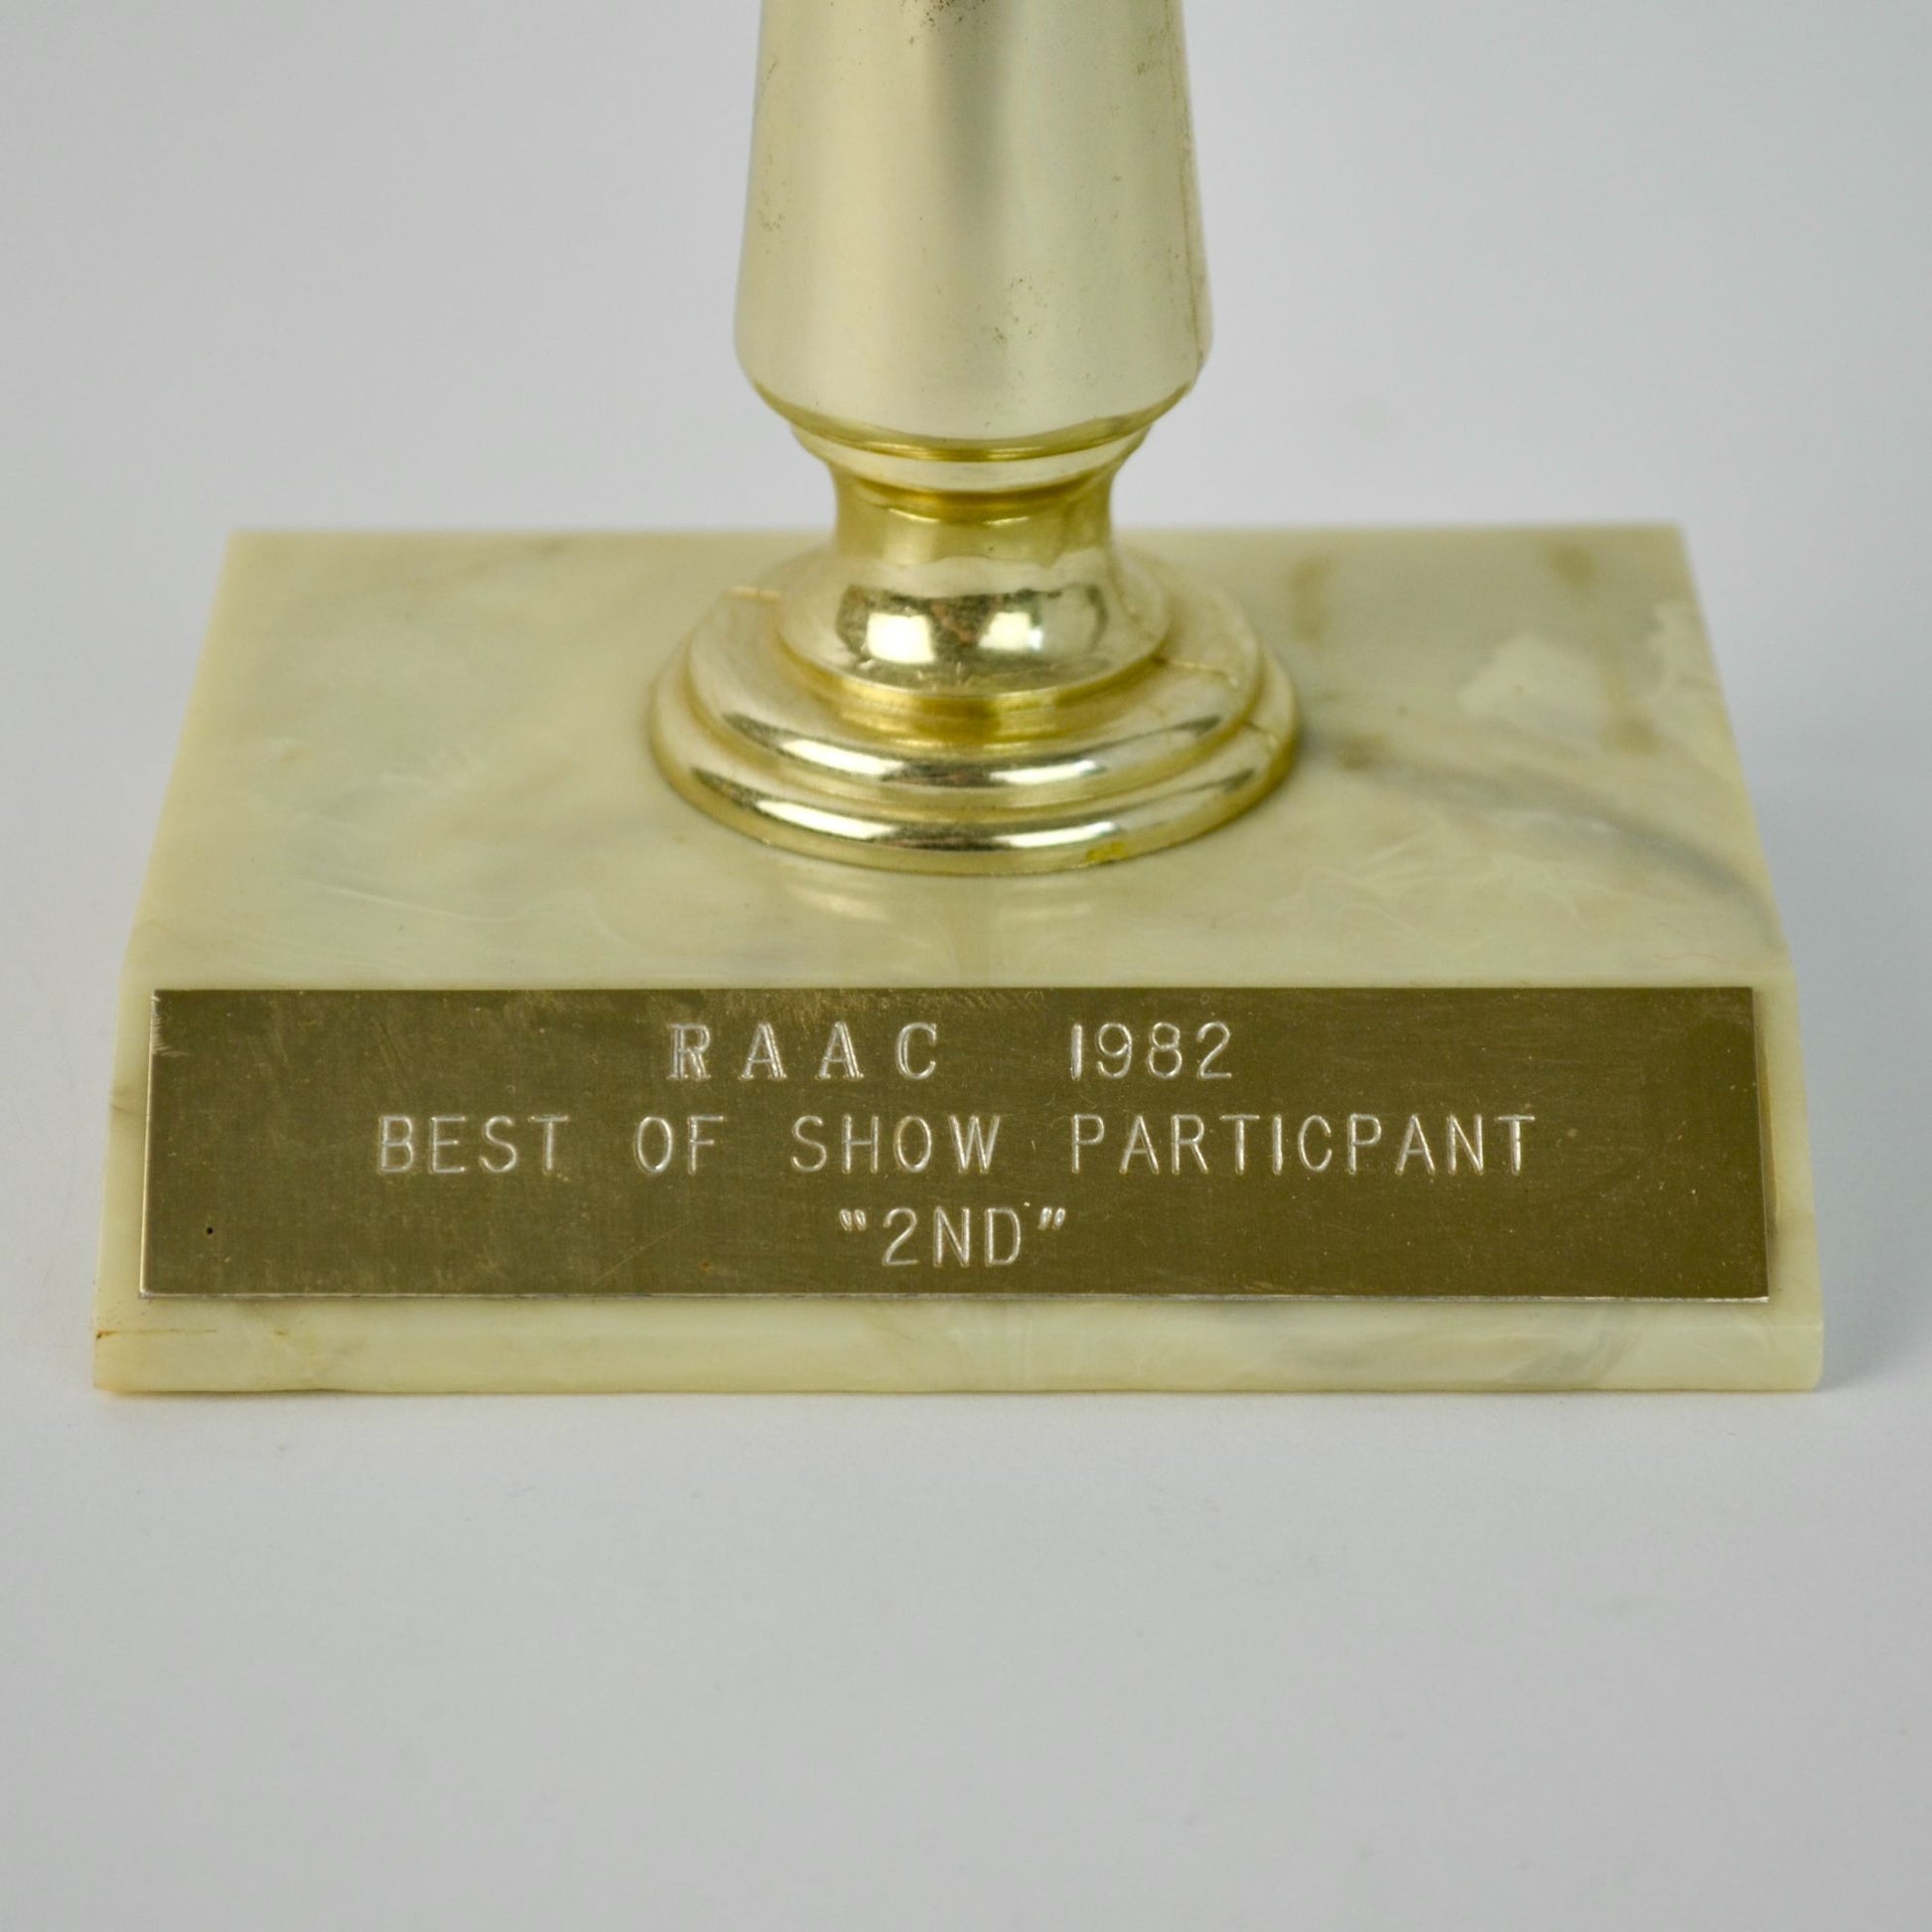 RAAC 1982
BEST OF SHOW PARTICPANT
"2ND"